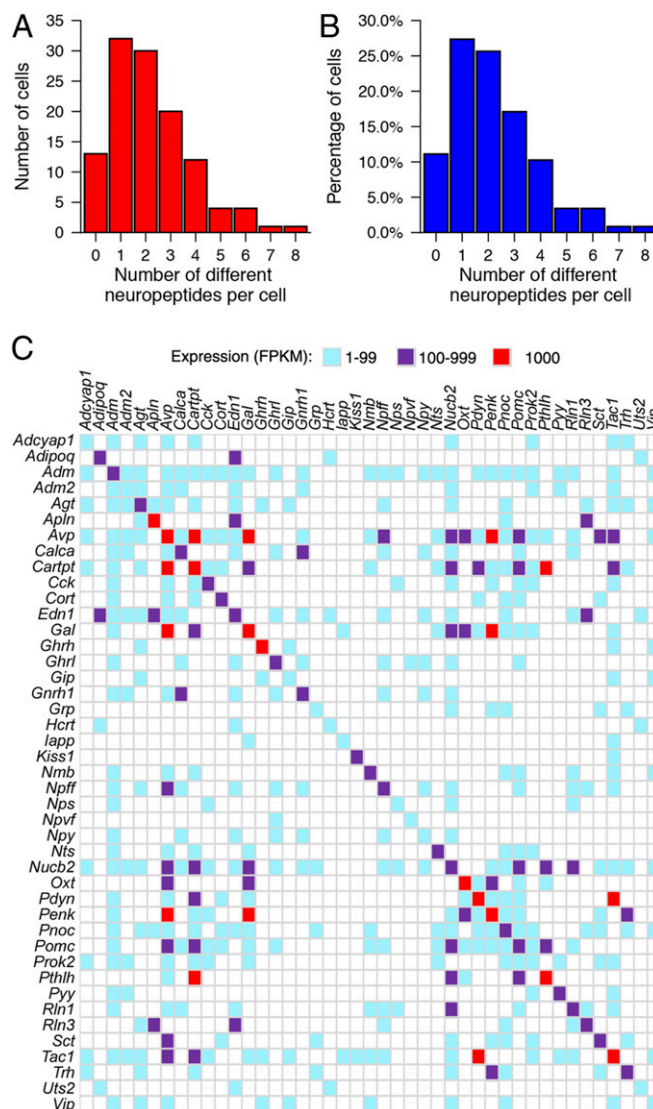 A
B
35
30
25
20
15
10
5
0
Number of cells
0 1 2 3 4 5 6 7 8
Number of different
neuropeptides per cell
30.0%
25.0%
20.0%
15.0%
10.0%
5.0%
0.0%
Percentage of cells
0 1 2 3 4 5 6 7 8
Number of different
neuropeptides per cell
C
Expression (FPKM): 1-99 100-999 1000
Adcyap1 Adipoq Adm Adm2 Agt Apln Avp Calca Cartpt Cck Cort Edn1 Gal Ghrh Ghrl Gip Gnrh1 Grp Hcrt Iapp Kiss1 Nmb Npff Nps Npvf Npy Nts Nucb2 Oxt Pdyn Penk Pnoc Pomc Prok2 Pthlh Pyy Rln1 Rln3 Sct Tac1 Trh Uts2 Vip
Adcyap1
Adipoq
Adm
Adm2
Agt
Apln
Avp
Calca
Cartpt
Cck
Cort
Edn1
Gal
Ghrh
Ghrl
Gip
Gnrh1
Grp
Hcrt
Iapp
Kiss1
Nmb
Npff
Nps
Npvf
Npy
Nts
Nucb2
Oxt
Pdyn
Penk
Pnoc
Pomc
Prok2
Pthlh
Pyy
Rln1
Rln3
Sct
Tac1
Trh
Uts2
Vip